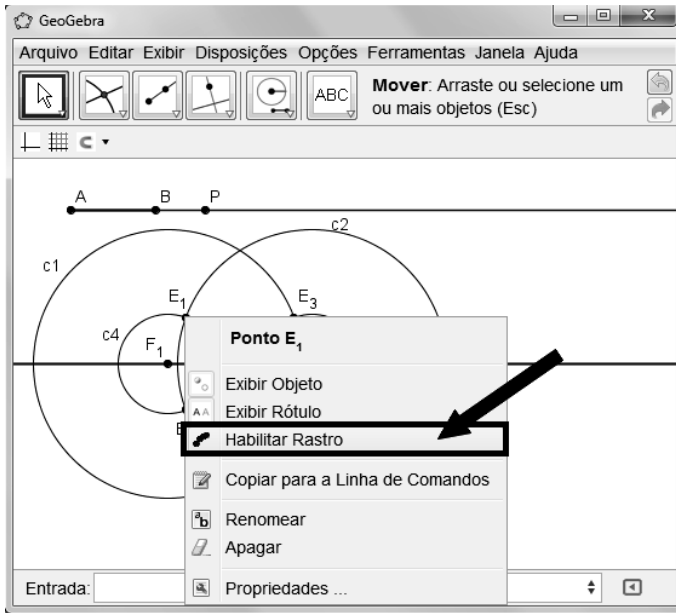 GeoGebra
Arquivo Editar Exibir Disposições Opções Ferramentas Janela Ajuda
ABC
Mover: Arraste ou selecione um
ou mais objetos (Esc)
A B P
c2
c1
E1 E3
c4 F1
Ponto E1
Exibir Objeto
AA Exibir Rótulo
Habilitar Rastro
Copiar para a Linha de Comandos
ab Renomear
Apagar
Propriedades ...
Entrada: